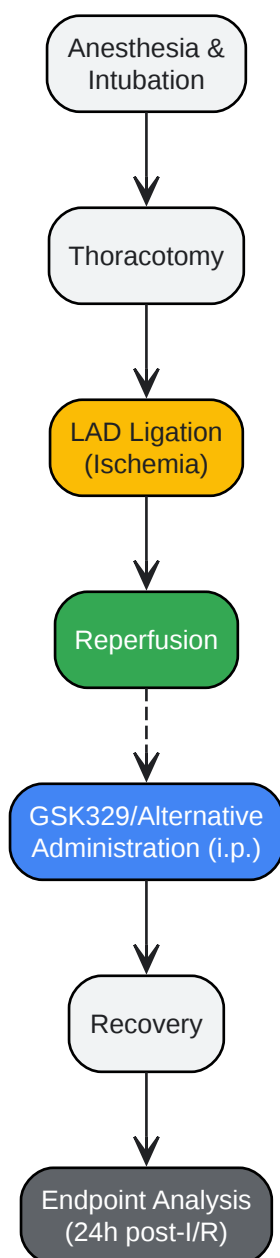 Anesthesia &
Intubation
Thoracotomy
LAD Ligation
(Ischemia)
Reperfusion
GSK329/Alternative
Administration (i.p.)
Recovery
Endpoint Analysis
(24h post-I/R)